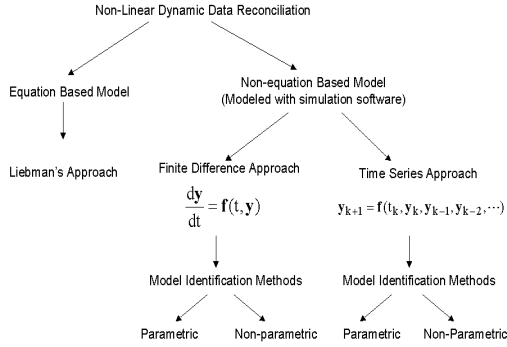 Non-Linear Dynamic Data Reconciliation
Equation Based Model
Non-equation Based Model
(Modeled with simulation software)
Liebman's Approach
Finite Difference Approach
Time Series Approach
dy/dt = f(t,y)
y_{k+1} = f(t_k, y_k, y_{k-1}, y_{k-2}, ⋯)
Model Identification Methods
Model Identification Methods
Parametric
Non-parametric
Parametric
Non-Parametric